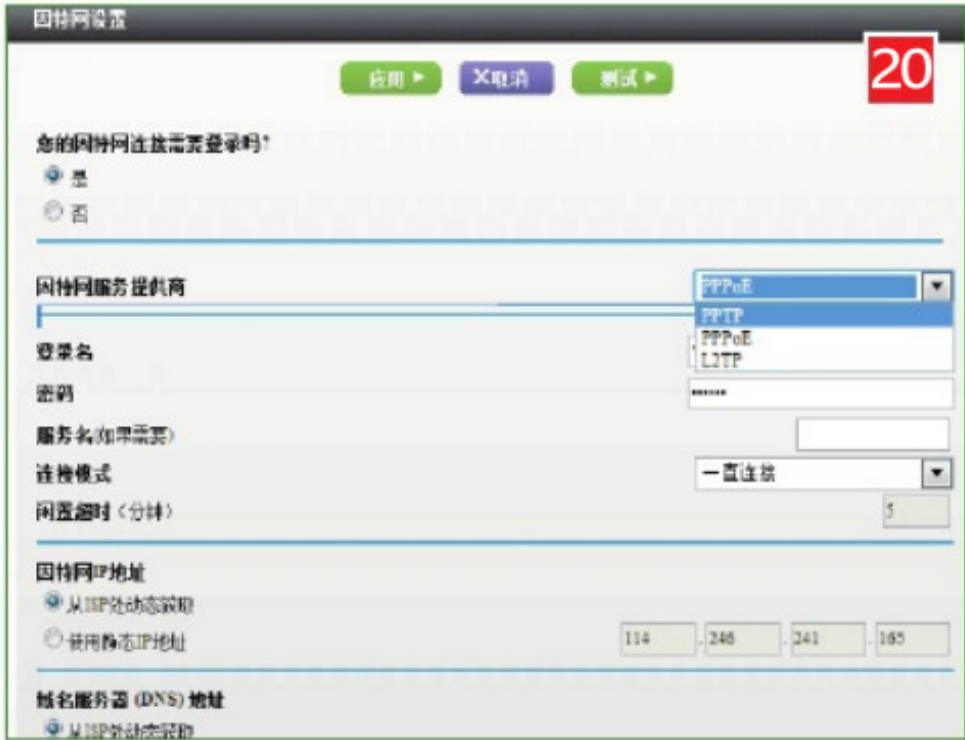 因特网设置
20
应用
X取消
测试
您的因特网连接需要登录吗?
是
否
因特网服务提供商
PPPoE
PPTP
PPPoE
L2TP
登录名
密码
服务名(如果需要)
连接模式
一直连接
闲置超时（分钟）
5
因特网IP地址
从ISP处动态获取
使用静态IP地址
114 . 246 . 241 . 165
域名服务器 (DNS) 地址
从ISP处动态获取